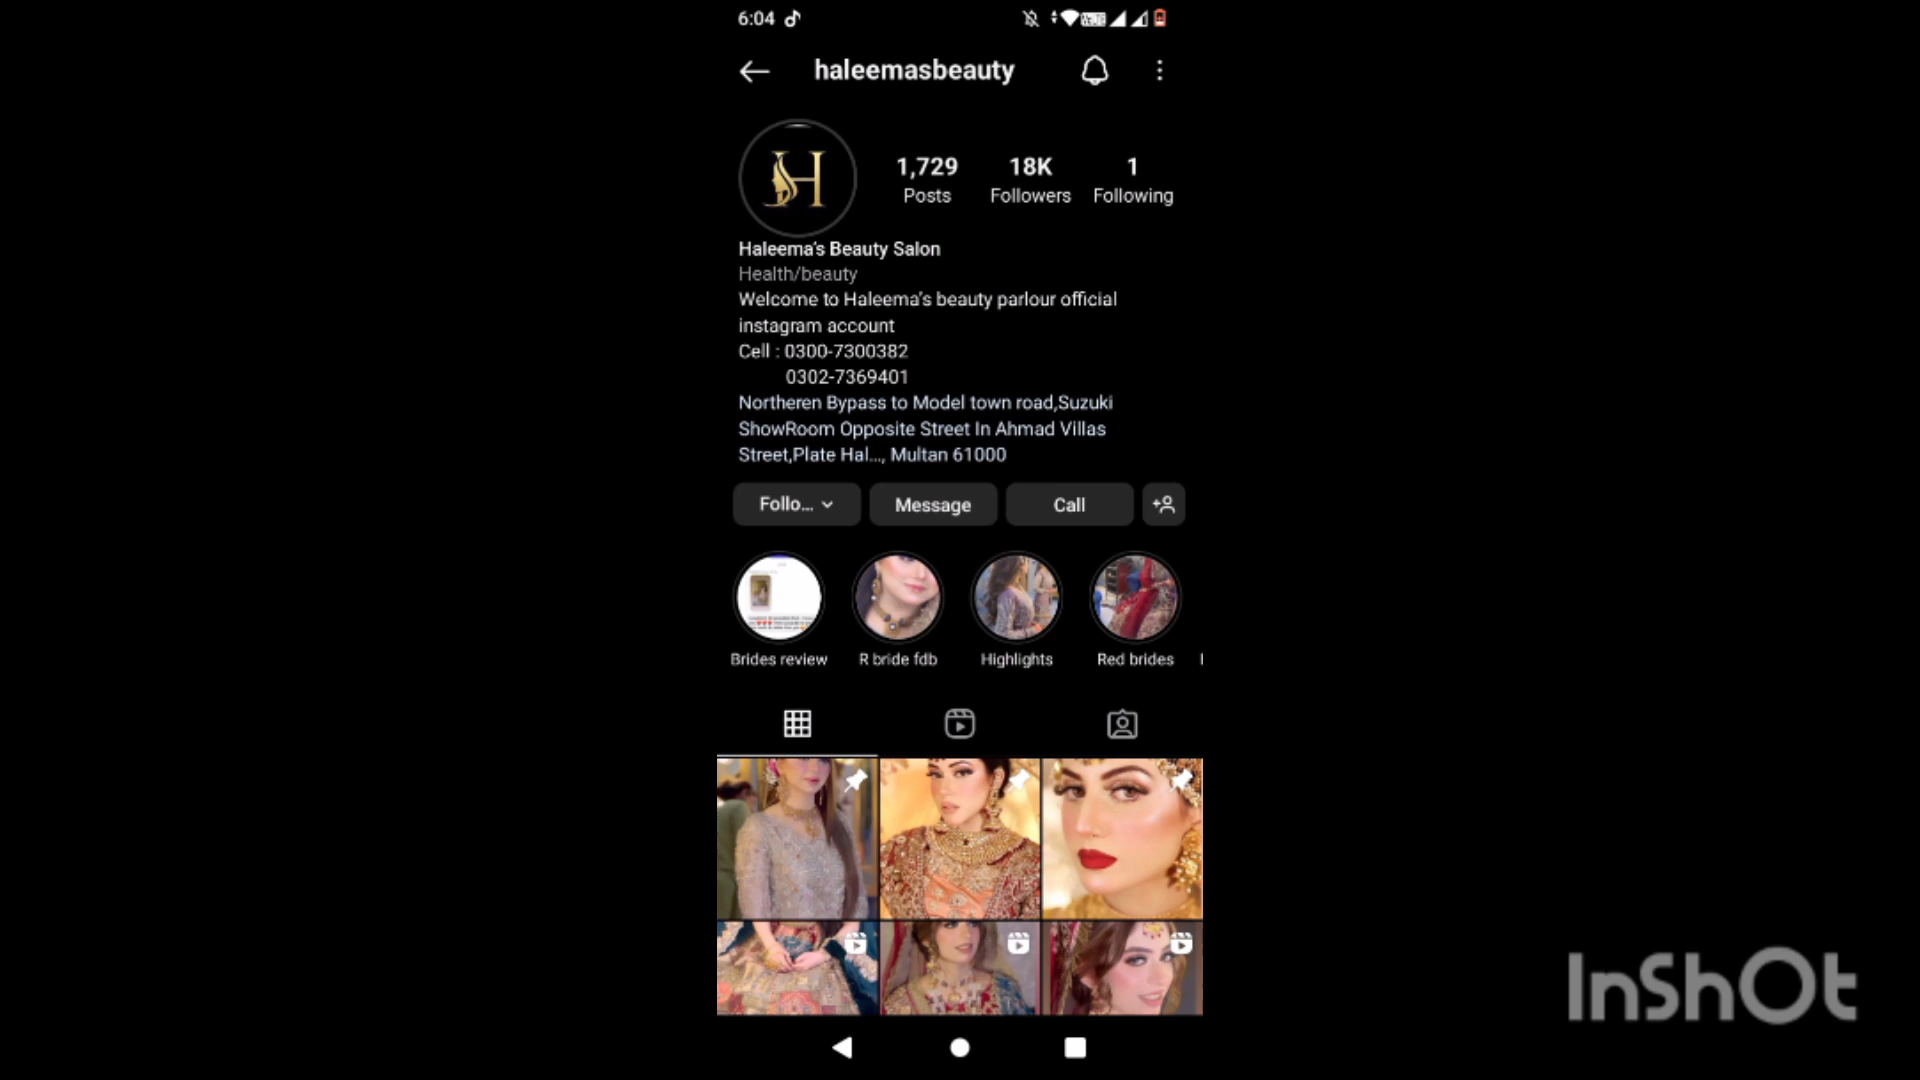 6:04
haleemasbeauty
H
1,729 18K 1
Posts Followers Following
Haleema's Beauty Salon
Health/beauty
Welcome to Haleema's beauty parlour official
instagram account
Cell : 0300-7300382
0302-7369401
Northeren Bypass to Model town road,Suzuki
ShowRoom Opposite Street In Ahmad Villas
Street,Plate Hal..., Multan 61000
Follo... Message Call
Brides review R bride fdb Highlights Red brides
InShOt